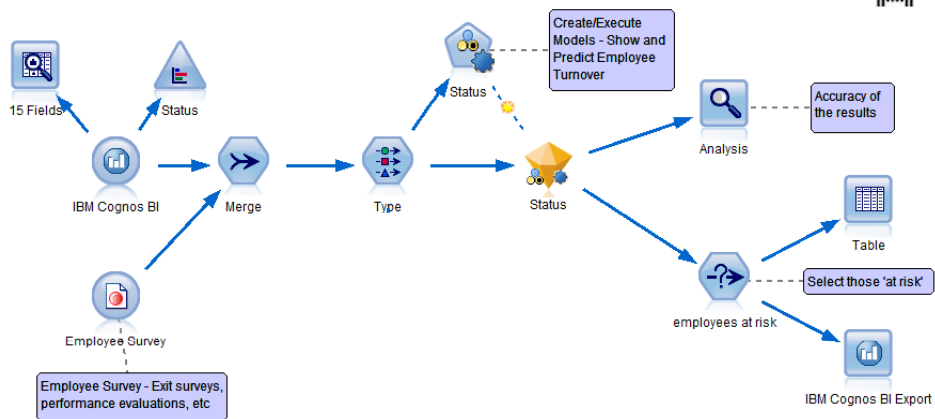 Create/Execute
Models - Show and
Predict Employee
Turnover
15 Fields
Status
Status
Accuracy of
the results
Analysis
IBM Cognos BI
Merge
Type
Status
Table
Select those 'at risk'
employees at risk
Employee Survey
Employee Survey - Exit surveys,
performance evaluations, etc
IBM Cognos BI Export